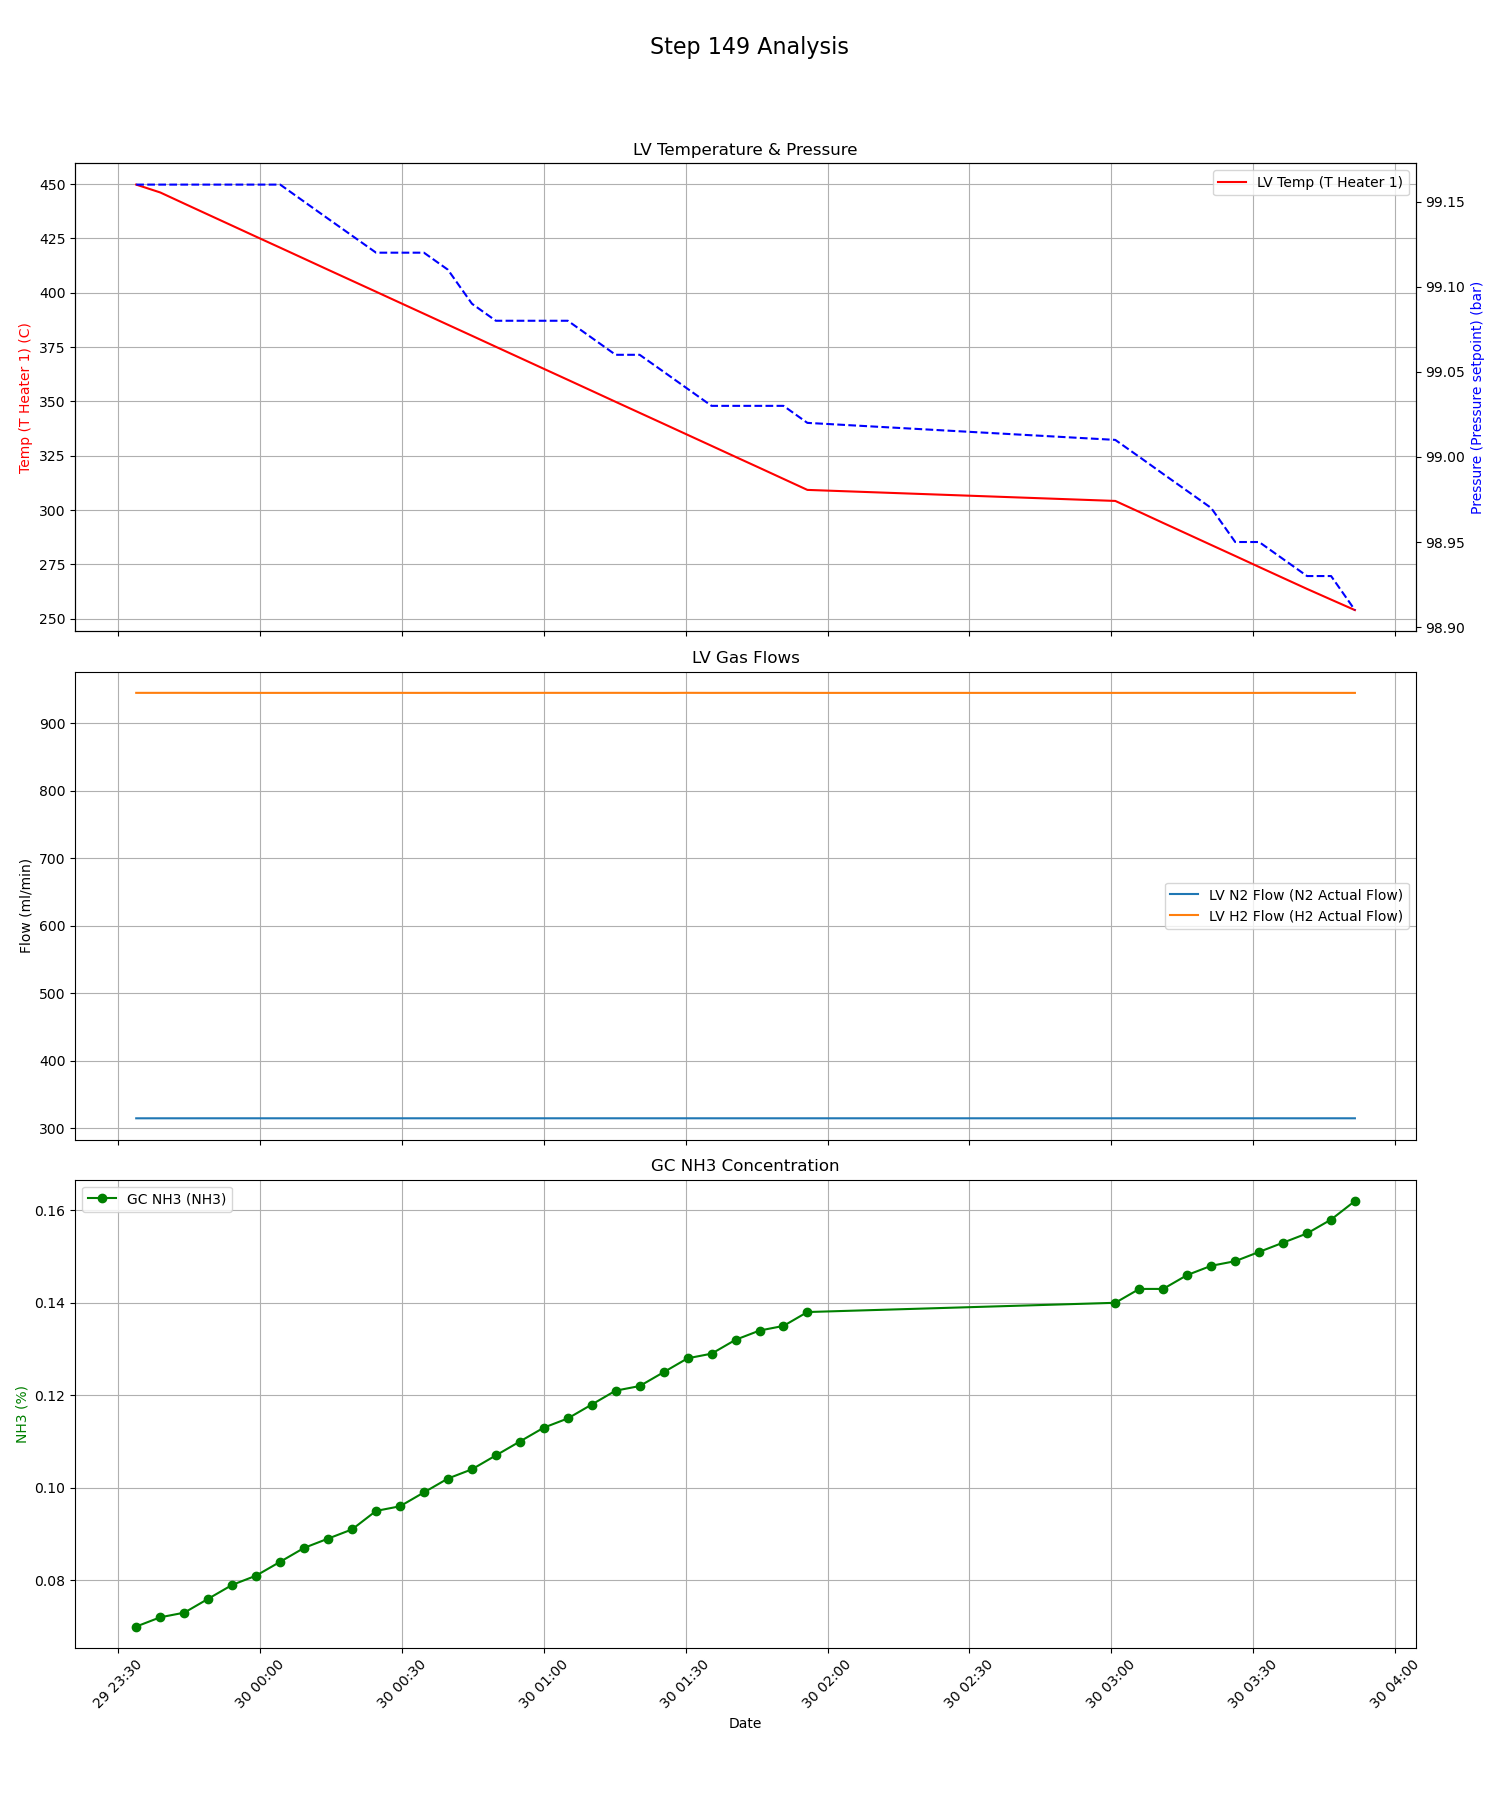 Step 149 Analysis
LV Temperature & Pressure
LV Temp (T Heater 1)
Temp (T Heater 1) (C)
450
425
400
375
350
325
300
275
250
Pressure (Pressure setpoint) (bar)
99.15
99.10
99.05
99.00
98.95
98.90
LV Gas Flows
LV N2 Flow (N2 Actual Flow)
LV H2 Flow (H2 Actual Flow)
Flow (ml/min)
900
800
700
600
500
400
300
GC NH3 Concentration
GC NH3 (NH3)
NH3 (%)
0.16
0.14
0.12
0.10
0.08
29 23:30
30 00:00
30 00:30
30 01:00
30 01:30
30 02:00
30 02:30
30 03:00
30 03:30
30 04:00
Date